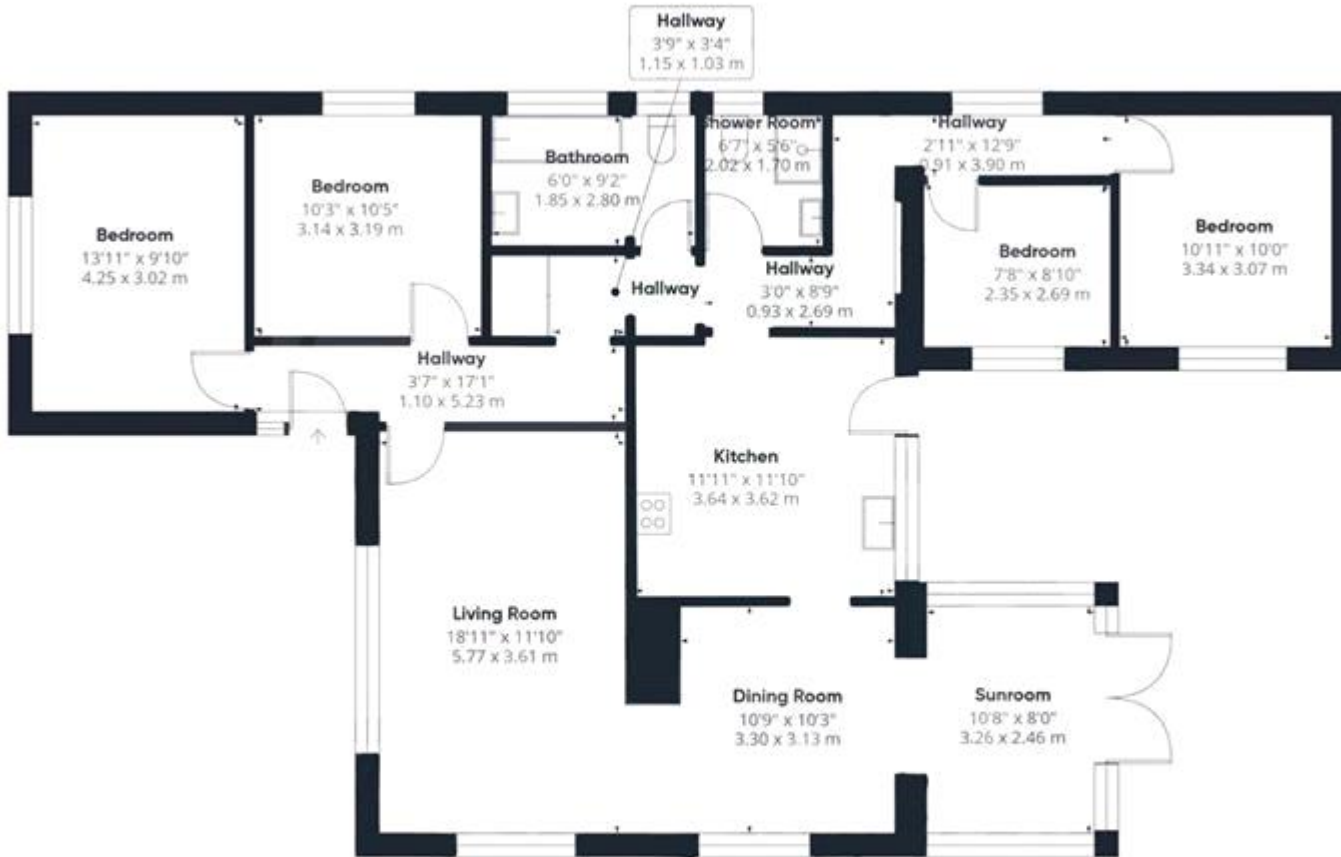 Hallway
3'9" x 3'4"
1.15 x 1.03 m
Bedroom
13'11" x 9'10"
4.25 x 3.02 m
Bedroom
10'3" x 10'5"
3.14 x 3.19 m
Bathroom
6'0" x 9'2"
1.85 x 2.80 m
Shower Room
6'7" x 5'6"
2.02 x 1.70 m
Hallway
2'11" x 12'9"
0.91 x 3.90 m
Bedroom
7'8" x 8'10"
2.35 x 2.69 m
Bedroom
10'11" x 10'0"
3.34 x 3.07 m
Hallway
Hallway
3'0" x 8'9"
0.93 x 2.69 m
Hallway
3'7" x 17'1"
1.10 x 5.23 m
Kitchen
11'11" x 11'10"
3.64 x 3.62 m
Living Room
18'11" x 11'10"
5.77 x 3.61 m
Dining Room
10'9" x 10'3"
3.30 x 3.13 m
Sunroom
10'8" x 8'0"
3.26 x 2.46 m